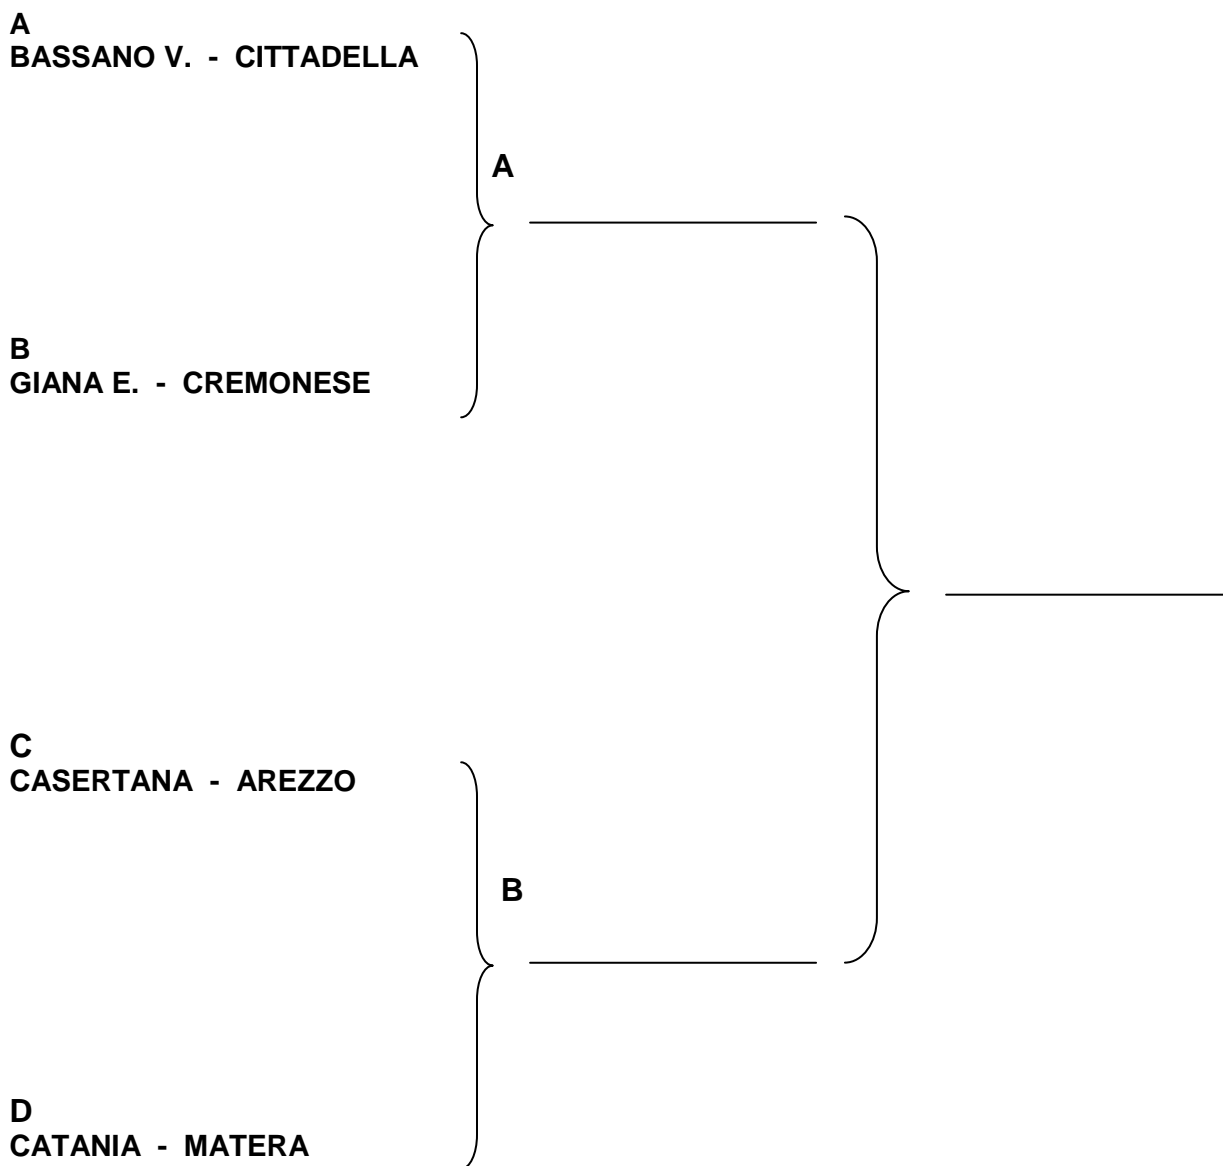 A
BASSANO V. - CITTADELLA
A
B
GIANA E. - CREMONESE
C
CASERTANA - AREZZO
B
D
CATANIA - MATERA